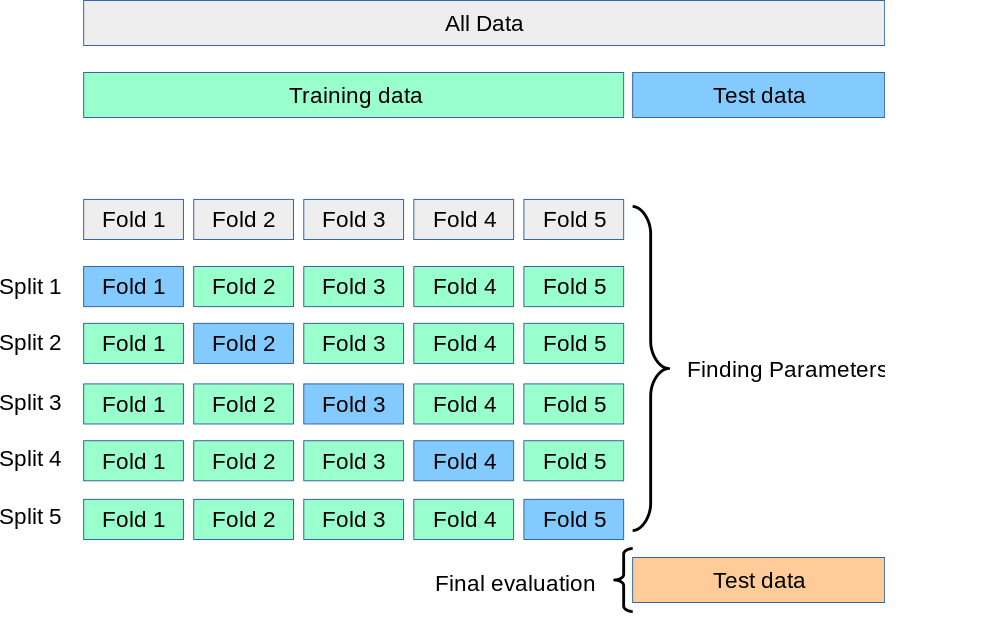 All Data
Training data Test data
Fold 1 Fold 2 Fold 3 Fold 4 Fold 5
Split 1 Fold 1 Fold 2 Fold 3 Fold 4 Fold 5
Split 2 Fold 1 Fold 2 Fold 3 Fold 4 Fold 5
Finding Parameters
Split 3 Fold 1 Fold 2 Fold 3 Fold 4 Fold 5
Split 4 Fold 1 Fold 2 Fold 3 Fold 4 Fold 5
Split 5 Fold 1 Fold 2 Fold 3 Fold 4 Fold 5
Final evaluation Test data